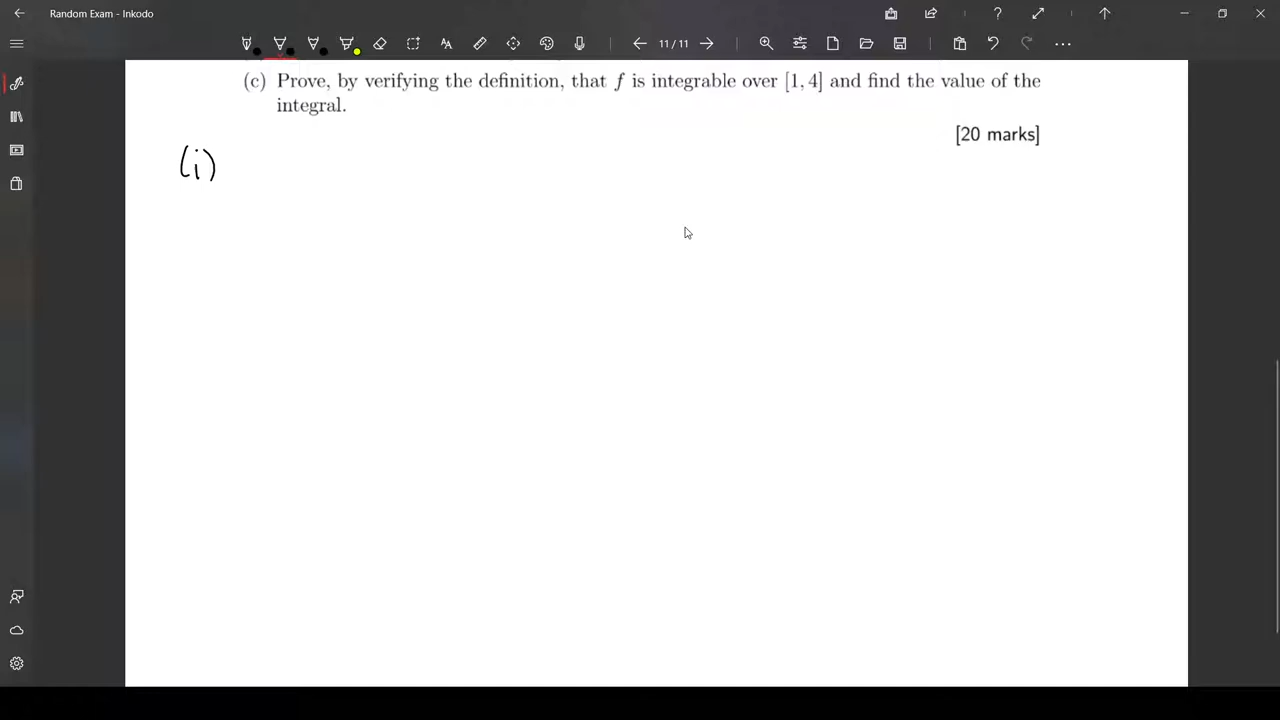 Random Exam - Inkodo
11 / 11
(c) Prove, by verifying the definition, that f is integrable over [1, 4] and find the value of the
integral.
[20 marks]
(i)